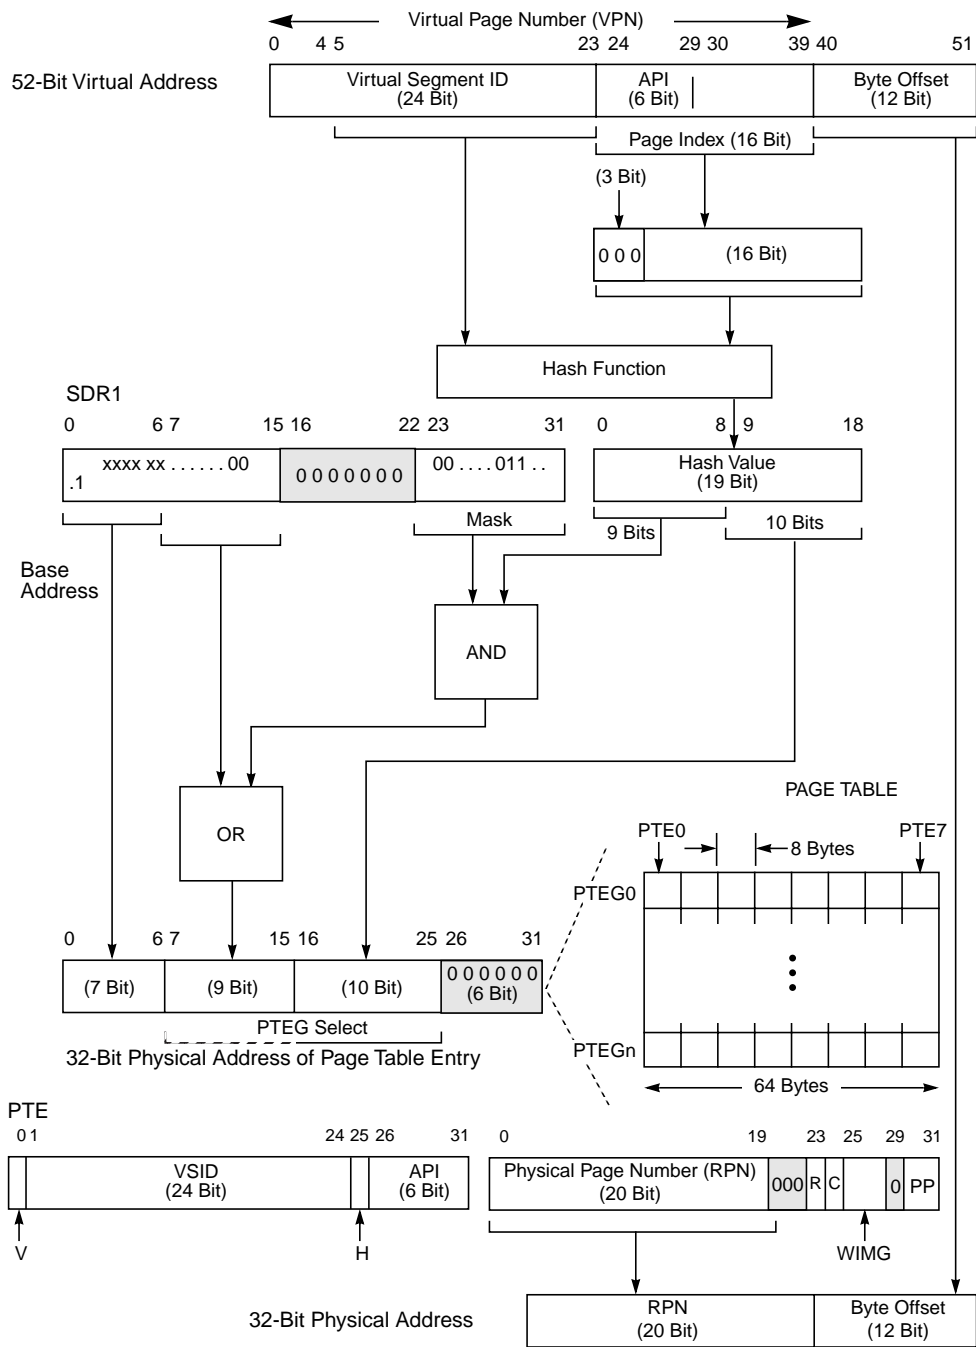 Virtual Page Number (VPN)
0 4 5 23 24 29 30 39 40 51
52-Bit Virtual Address
Virtual Segment ID
(24 Bit)
API
(6 Bit)
Byte Offset
(12 Bit)
Page Index (16 Bit)
(3 Bit)
0 0 0
(16 Bit)
Hash Function
SDR1
0 6 7 15 16 22 23 31
0 8 9 18
xxxx xx . . . . . . 00
.1
0 0 0 0 0 0 0
00 . . . . 011 . .
Hash Value
(19 Bit)
Mask
9 Bits
10 Bits
Base
Address
AND
OR
PAGE TABLE
PTE0
8 Bytes
PTE7
PTEG0
0 6 7 15 16 25 26 31
(7 Bit)
(9 Bit)
(10 Bit)
0 0 0 0 0 0
(6 Bit)
PTEG Select
32-Bit Physical Address of Page Table Entry
PTEGn
64 Bytes
PTE
0 1 24 25 26 31
0 19 23 25 29 31
VSID
(24 Bit)
API
(6 Bit)
Physical Page Number (RPN)
(20 Bit)
000
R
C
0
PP
V
H
WIMG
32-Bit Physical Address
RPN
(20 Bit)
Byte Offset
(12 Bit)